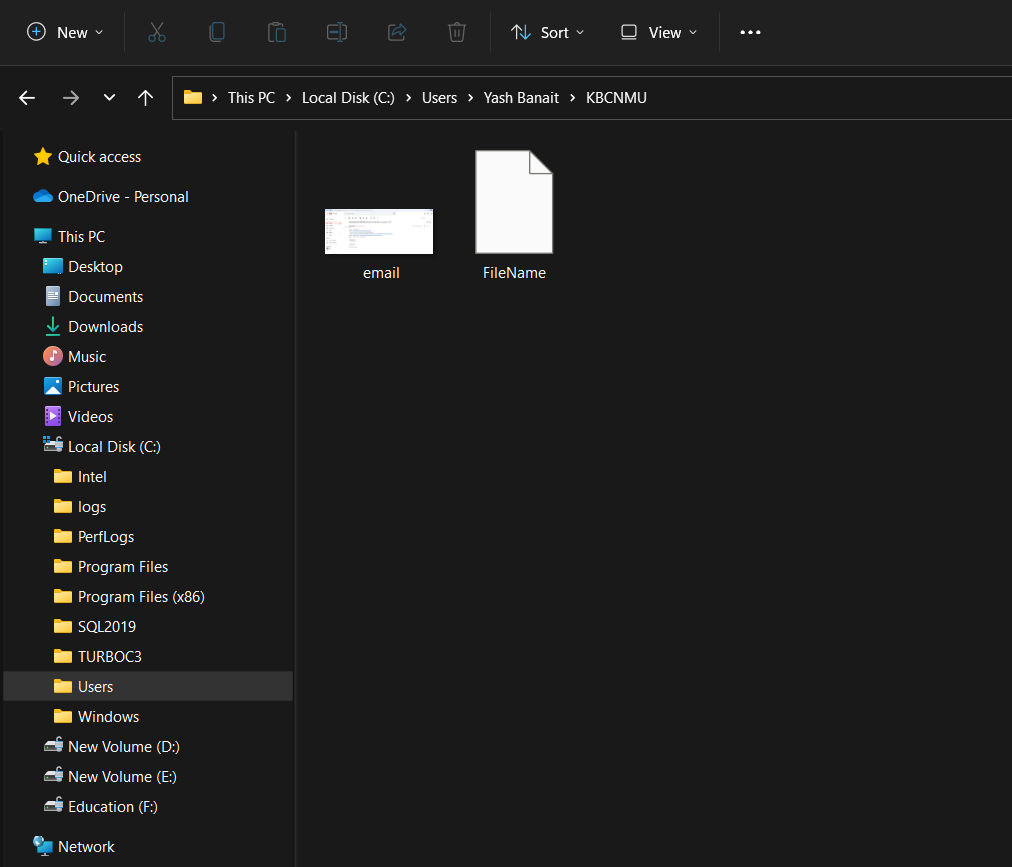 New Sort View
This PC Local Disk (C:) Users Yash Banait KBCNMU
Quick access
OneDrive - Personal
This PC
Desktop
Documents
Downloads
Music
Pictures
Videos
Local Disk (C:)
Intel
logs
PerfLogs
Program Files
Program Files (x86)
SQL2019
TURBOC3
Users
Windows
New Volume (D:)
New Volume (E:)
Education (F:)
Network
email FileName